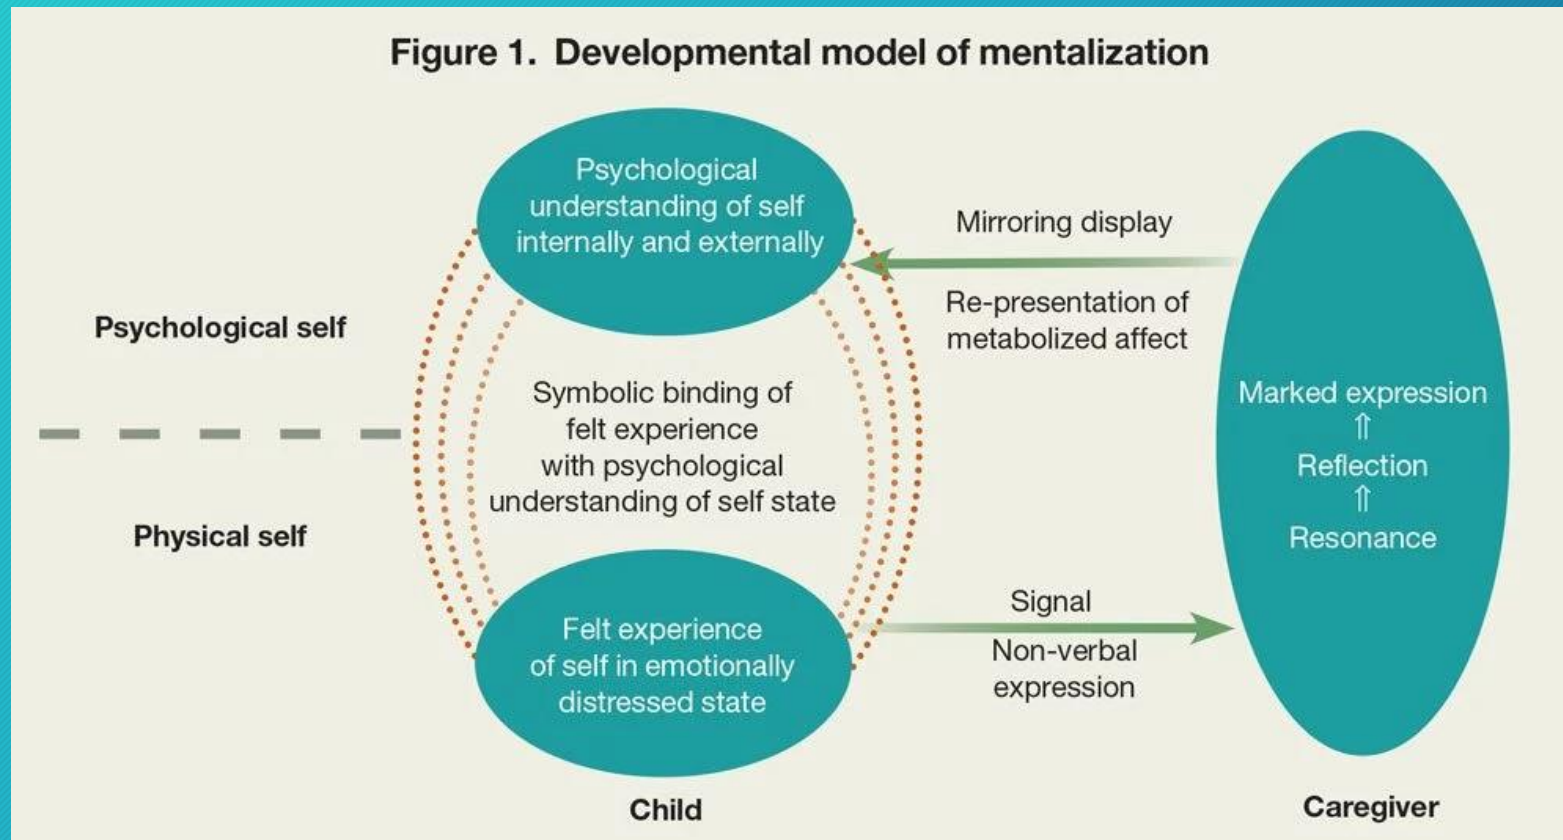 Figure 1. Developmental model of mentalization
Psychological
understanding of self
internally and externally
Mirroring display
Re-presentation of
metabolized affect
Psychological self
Symbolic binding of
felt experience
with psychological
understanding of self state
Marked expression
⇑
Reflection
⇑
Resonance
Physical self
Felt experience
of self in emotionally
distressed state
Signal
Non-verbal
expression
Child
Caregiver